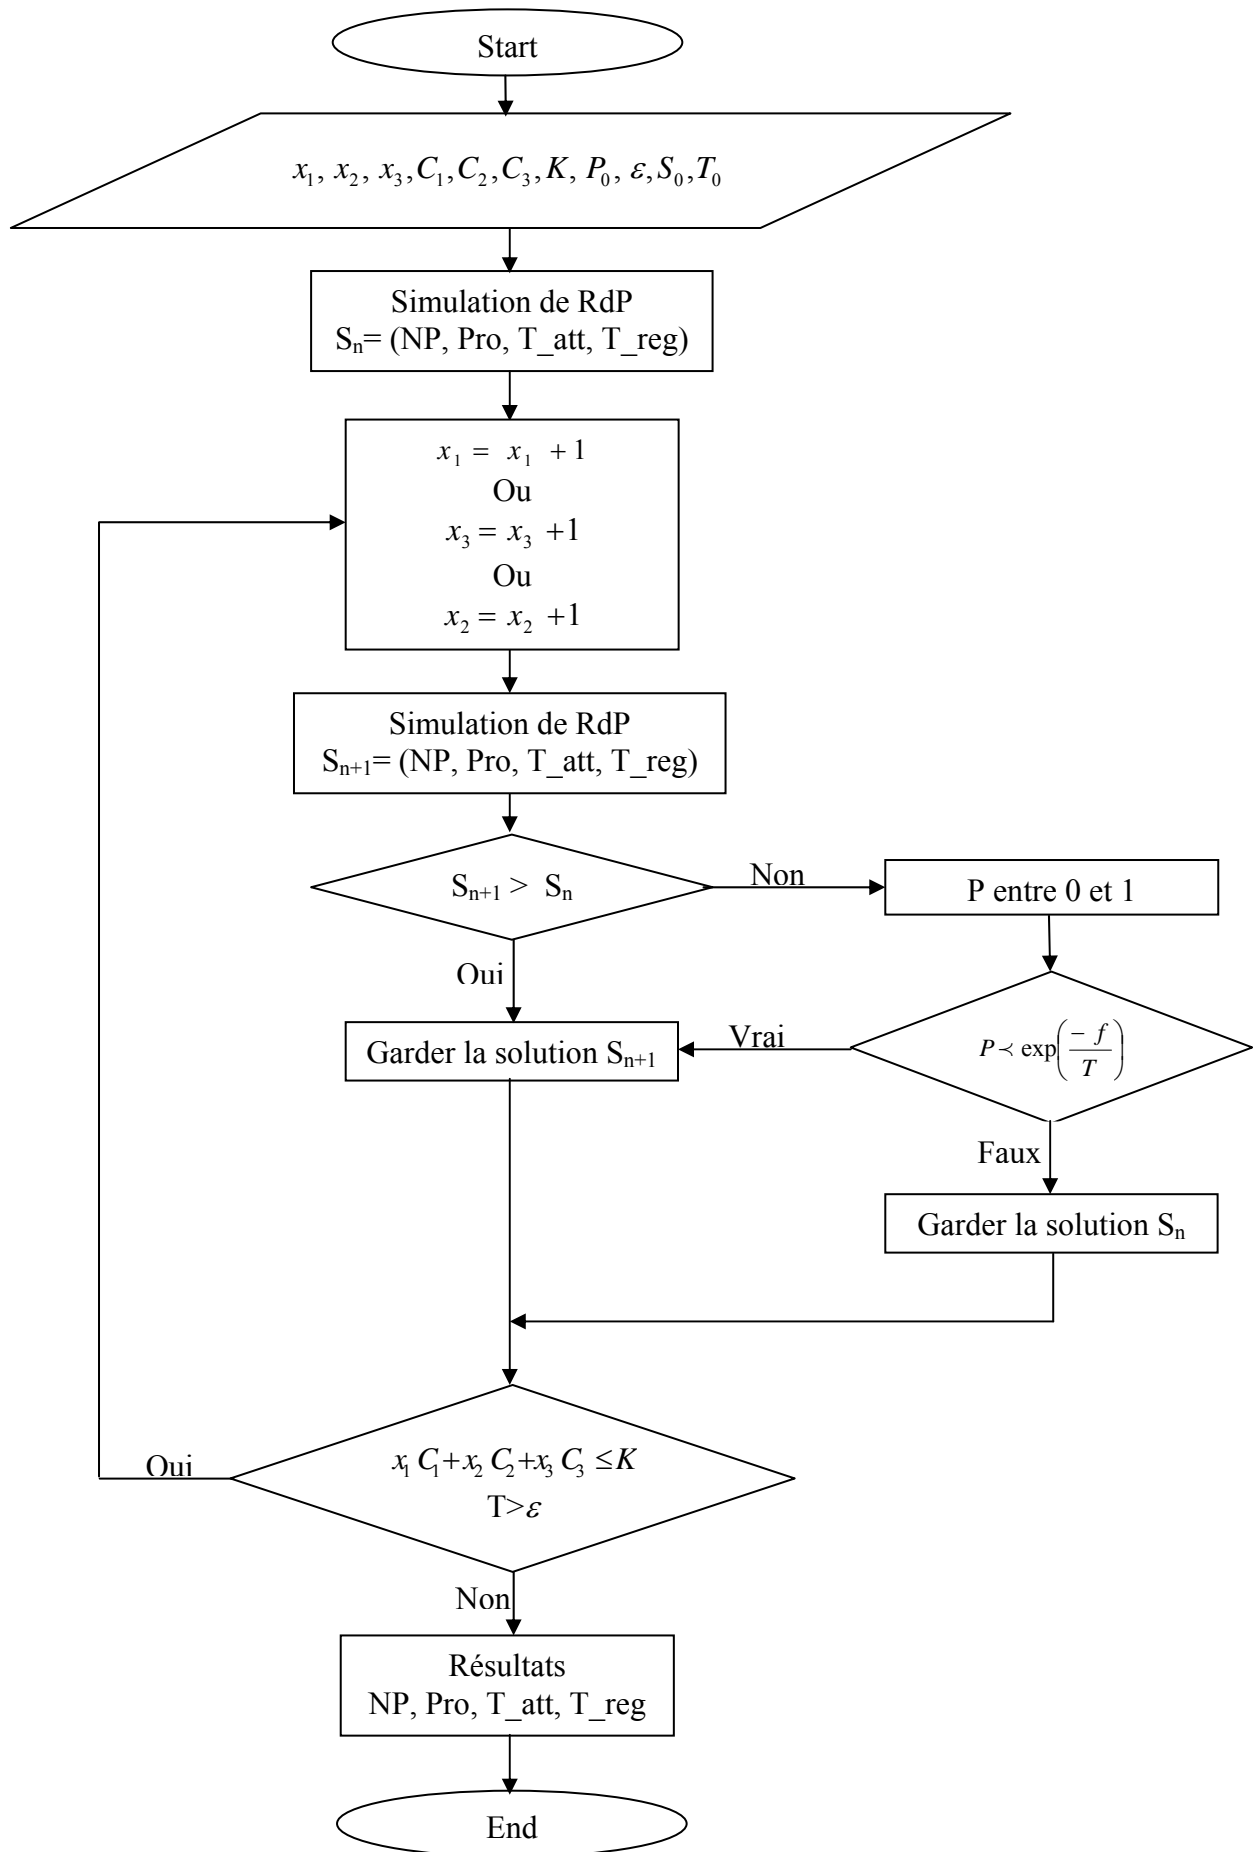 Start
x₁, x₂, x₃, C₁, C₂, C₃, K, P₀, ε, S₀, T₀
Simulation de RdP
Sₙ= (NP, Pro, T_att, T_reg)
x₁ = x₁ + 1
Ou
x₃ = x₃ +1
Ou
x₂ = x₂ +1
Simulation de RdP
Sₙ₊₁= (NP, Pro, T_att, T_reg)
Sₙ₊₁ > Sₙ
Non
P entre 0 et 1
Oui
P ≺ exp(− f / T)
Vrai
Garder la solution Sₙ₊₁
Faux
Garder la solution Sₙ
x₁ C₁+x₂ C₂+x₃ C₃ ≤K
T>ε
Oui
Non
Résultats
NP, Pro, T_att, T_reg
End